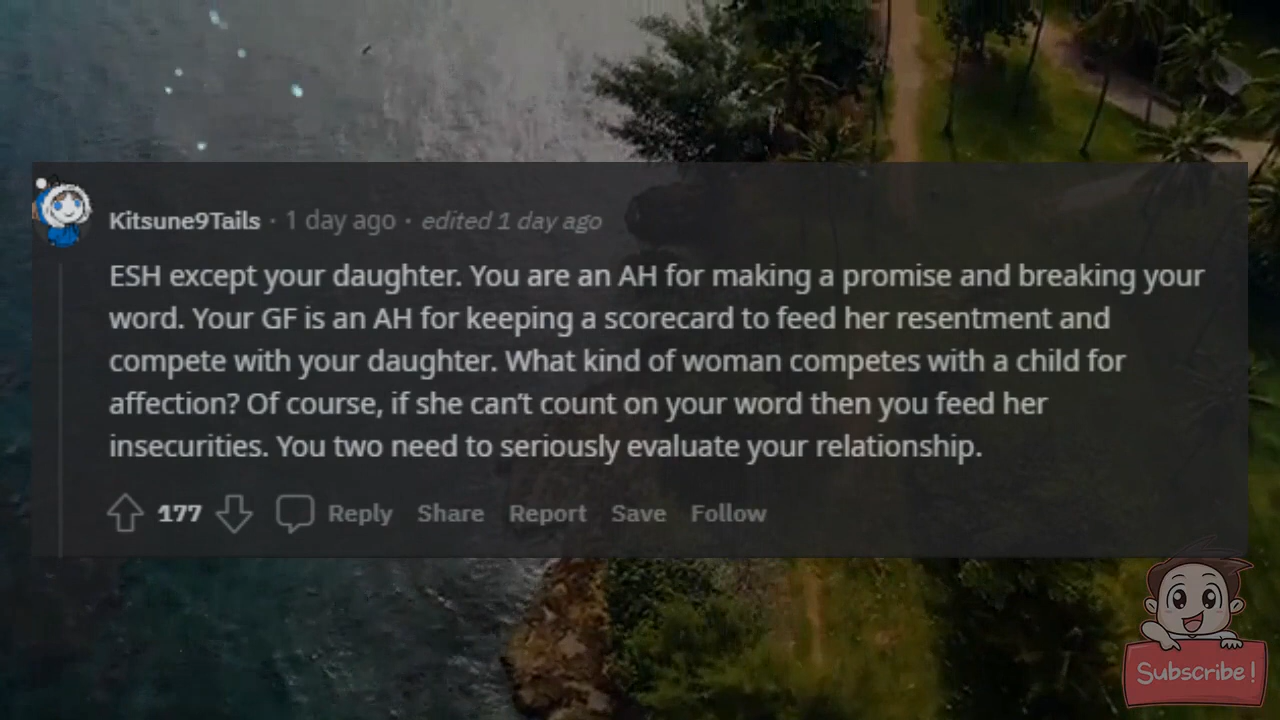 Kitsune9Tails · 1 day ago · edited 1 day ago
ESH except your daughter. You are an AH for making a promise and breaking your
word. Your GF is an AH for keeping a scorecard to feed her resentment and
compete with your daughter. What kind of woman competes with a child for
affection? Of course, if she can’t count on your word then you feed her
insecurities. You two need to seriously evaluate your relationship.
177 Reply Share Report Save Follow
Subscribe!